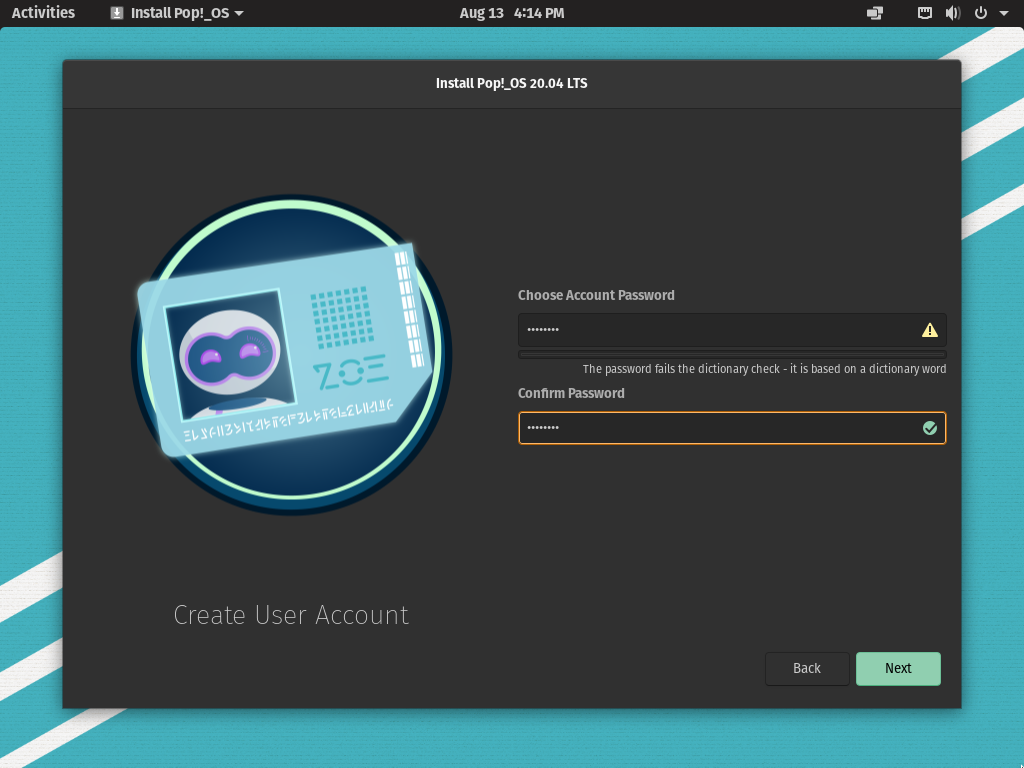 Activities
Install Pop!_OS
Aug 13 4:14 PM
Install Pop!_OS 20.04 LTS
ZOE
Choose Account Password
••••••••
The password fails the dictionary check - it is based on a dictionary word
Confirm Password
••••••••
Create User Account
Back
Next